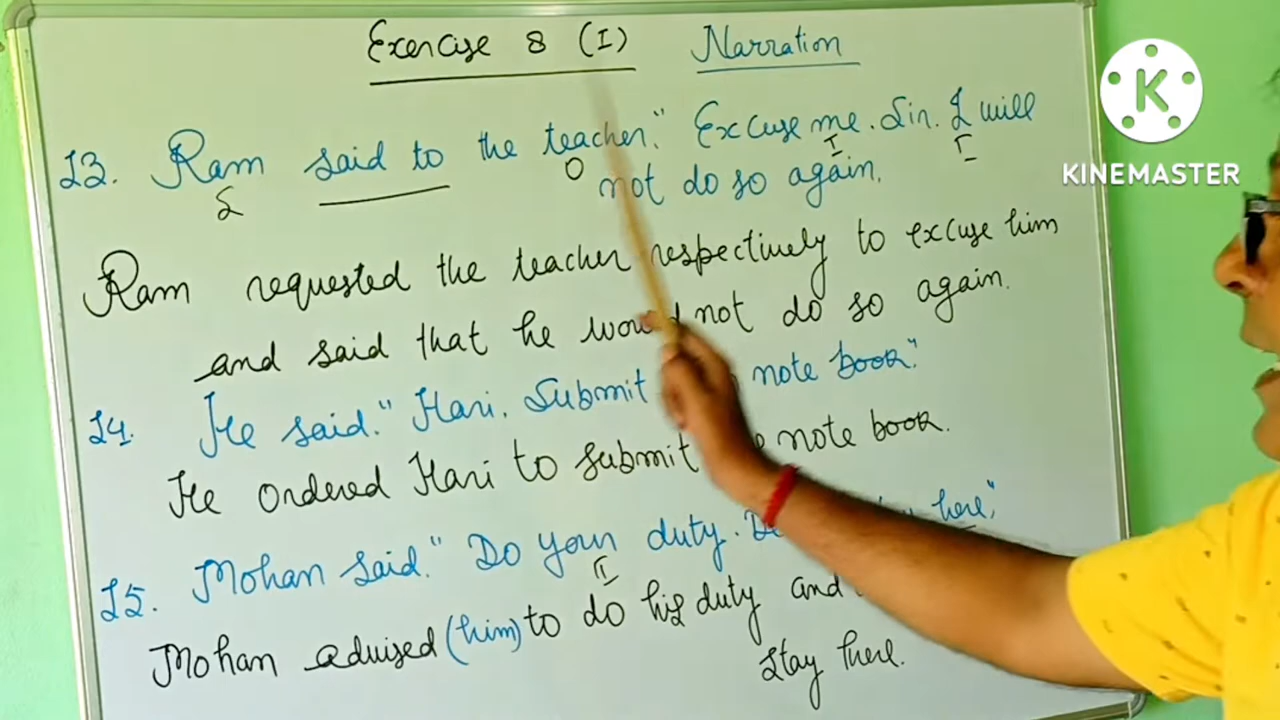 Exercise 8 (I) Narration
13. Ram said to the teacher." Excuse me. Sir. I will
S O I I
not do so again.
Ram requested the teacher respectively to excuse him
and said that he would not do so again.
14. He said." Hari. Submit note book."
He ordered Hari to submit note book.
15. Mohan said." Do your duty. here."
II
Mohan advised (him) to do his duty and
stay here.
K
KINEMASTER